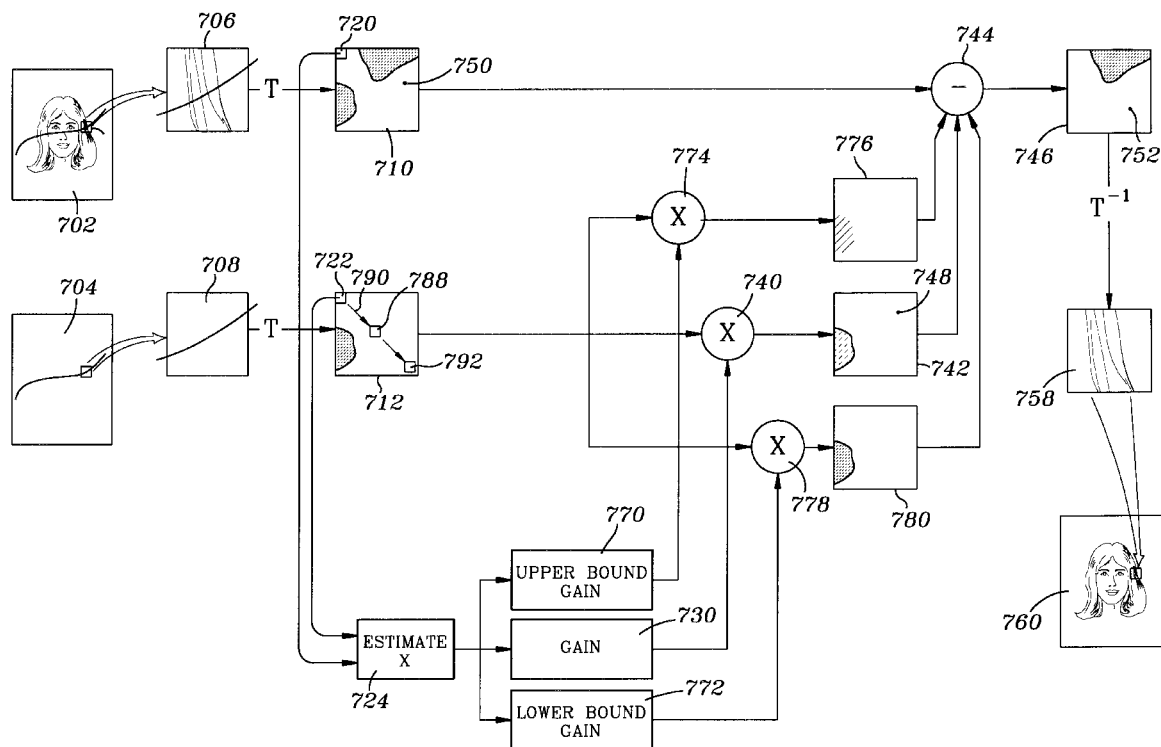 706
720
744
T
750
710
746
752
702
774
776
X
T⁻¹
704
708
722
790
788
740
748
T
X
792
712
742
758
X
778
780
770
UPPER BOUND
GAIN
730
760
ESTIMATE
X
GAIN
724
772
LOWER BOUND
GAIN